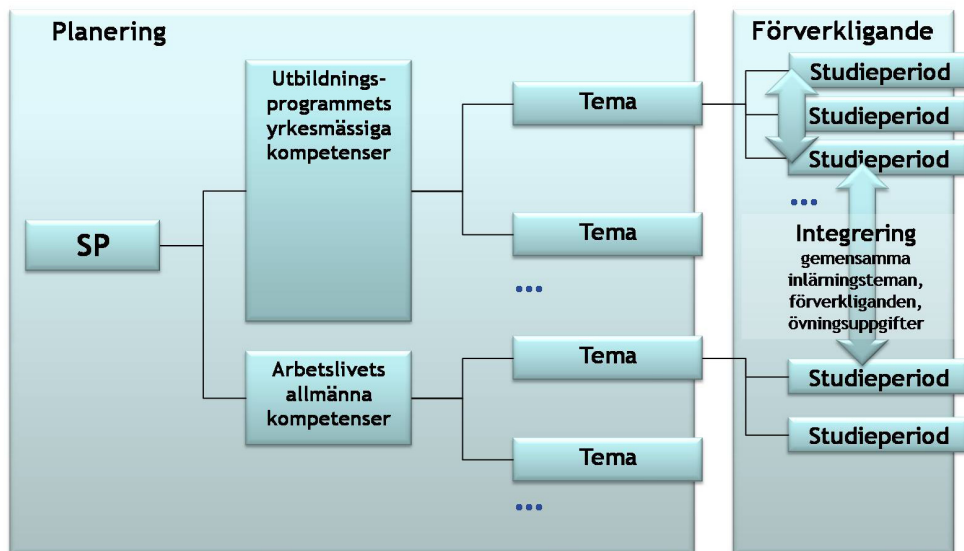 Planering
SP
Utbildnings-
programmets
yrkesmässiga
kompetenser
Tema
Tema
...
Arbetslivets
allmänna
kompetenser
Tema
Tema
...
Förverkligande
Studieperiod
Studieperiod
Studieperiod
...
Integrering
gemensamma
inlärningsteman,
förverkliganden,
övningsuppgifter
Studieperiod
Studieperiod